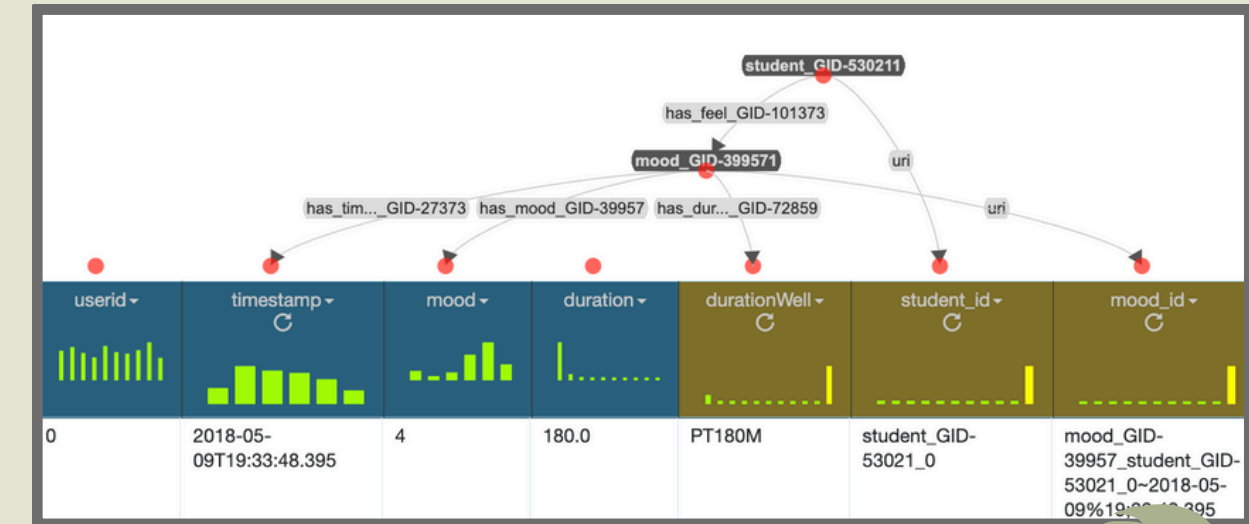 student_GID-530211
has_feel_GID-101373
mood_GID-399571
uri
has_tim..._GID-27373 has_mood_GID-39957 has_dur..._GID-72859 uri
userid timestamp mood duration durationWell student_id mood_id
0 2018-05- 4 180.0 PT180M student_GID- mood_GID-
09T19:33:48.395 53021_0 39957_student_GID-
53021_0~2018-05-